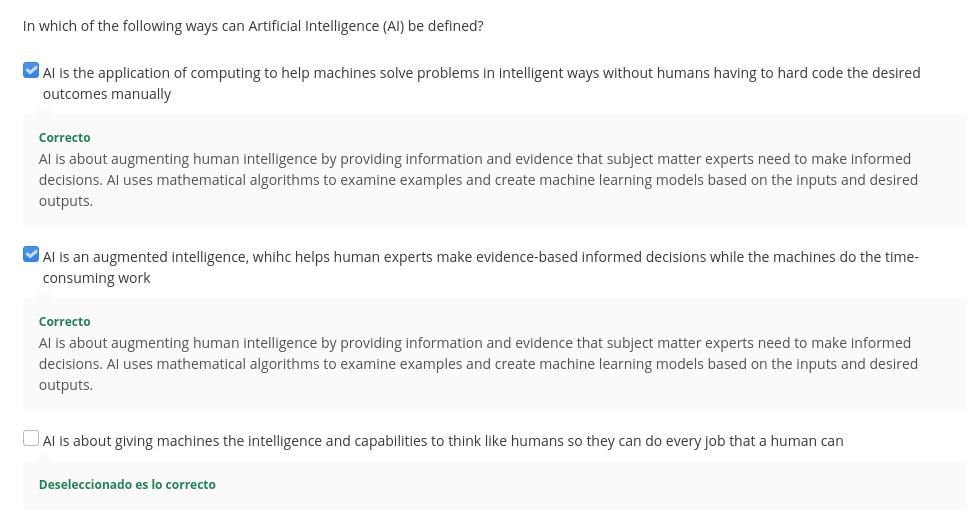 In which of the following ways can Artificial Intelligence (AI) be defined?
AI is the application of computing to help machines solve problems in intelligent ways without humans having to hard code the desired
outcomes manually
Correcto
AI is about augmenting human intelligence by providing information and evidence that subject matter experts need to make informed
decisions. AI uses mathematical algorithms to examine examples and create machine learning models based on the inputs and desired
outputs.
AI is an augmented intelligence, whihc helps human experts make evidence-based informed decisions while the machines do the time-
consuming work
Correcto
AI is about augmenting human intelligence by providing information and evidence that subject matter experts need to make informed
decisions. AI uses mathematical algorithms to examine examples and create machine learning models based on the inputs and desired
outputs.
AI is about giving machines the intelligence and capabilities to think like humans so they can do every job that a human can
Deseleccionado es lo correcto